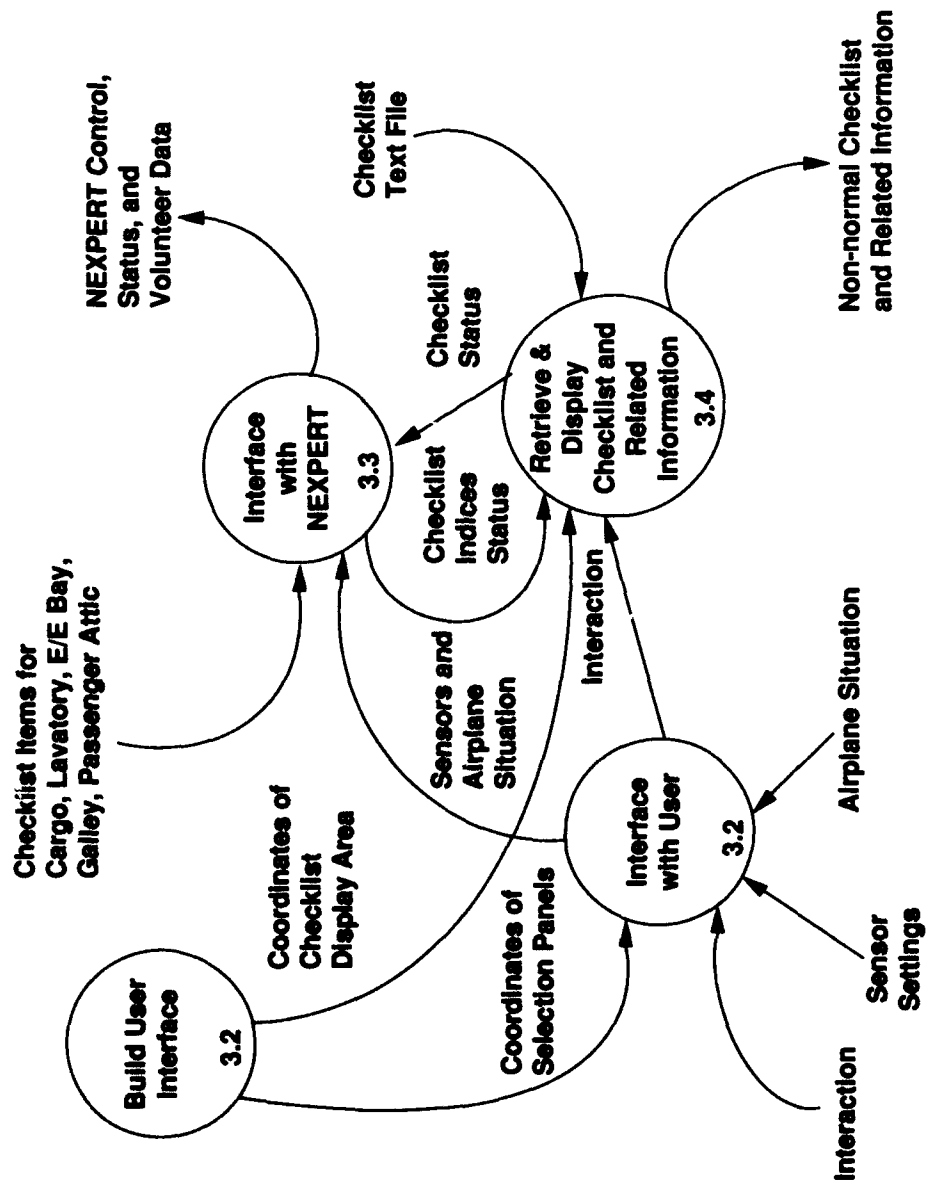 Checklist Items for
Cargo, Lavatory, E/E Bay,
Galley, Passenger Attic
NEXPERT Control,
Status, and
Volunteer Data
Build User
Interface
3.2
Coordinates of
Checklist
Display Area
Interface
with
NEXPERT
3.3
Checklist
Text File
Sensors and
Airplane
Situation
Checklist
Indices
Status
Checklist
Status
Coordinates of
Selection Panels
Interaction
Retrieve &
Display
Checklist and
Related
Information
3.4
Interface
with User
3.2
Interaction
Sensor
Settings
Airplane Situation
Non-normal Checklist
and Related Information